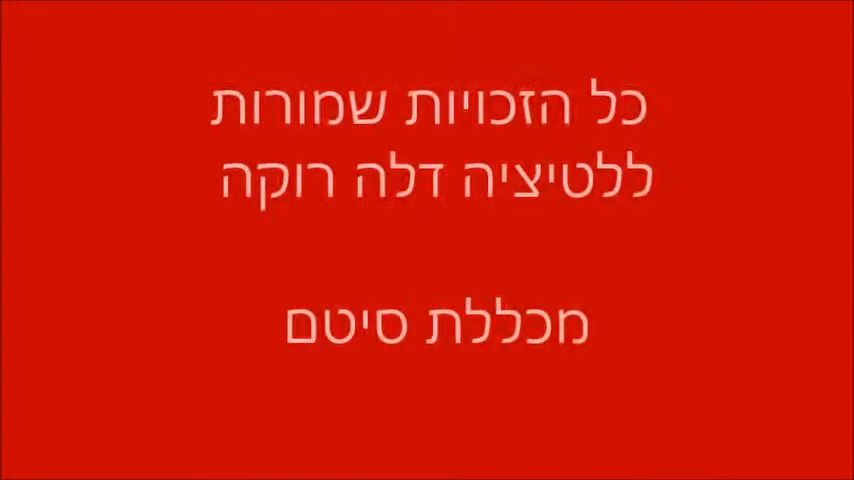 כל הזכויות שמורות
ללטיציה דלה רוקה
מכללת סיטם